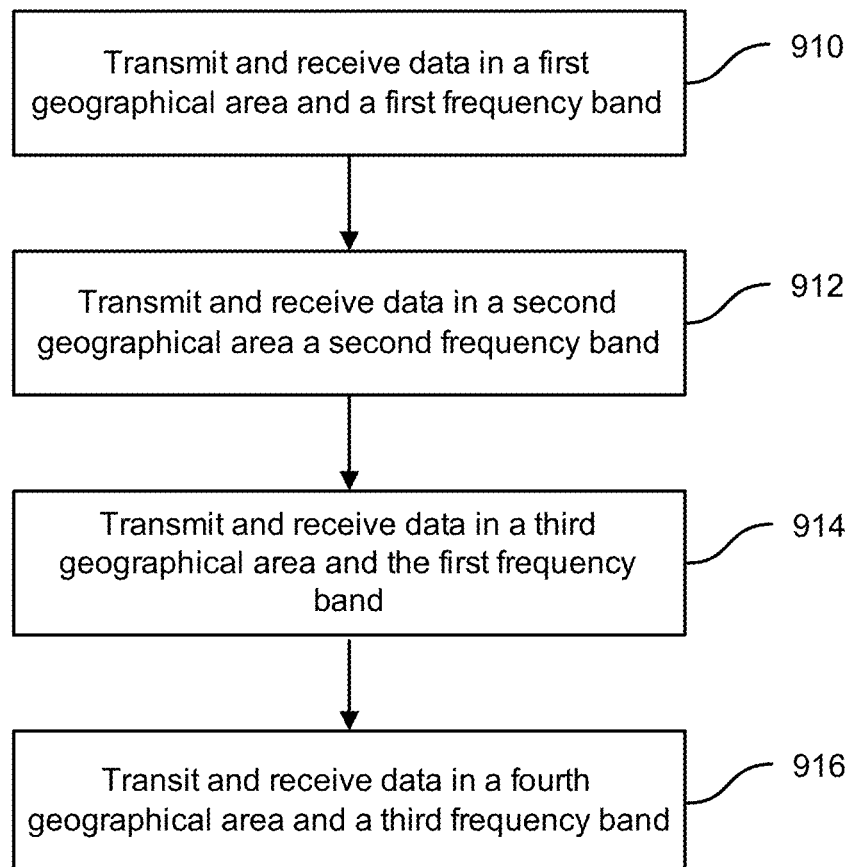 Transmit and receive data in a first
geographical area and a first frequency band
910
Transmit and receive data in a second
geographical area a second frequency band
912
Transmit and receive data in a third
geographical area and the first frequency
band
914
Transit and receive data in a fourth
geographical area and a third frequency band
916